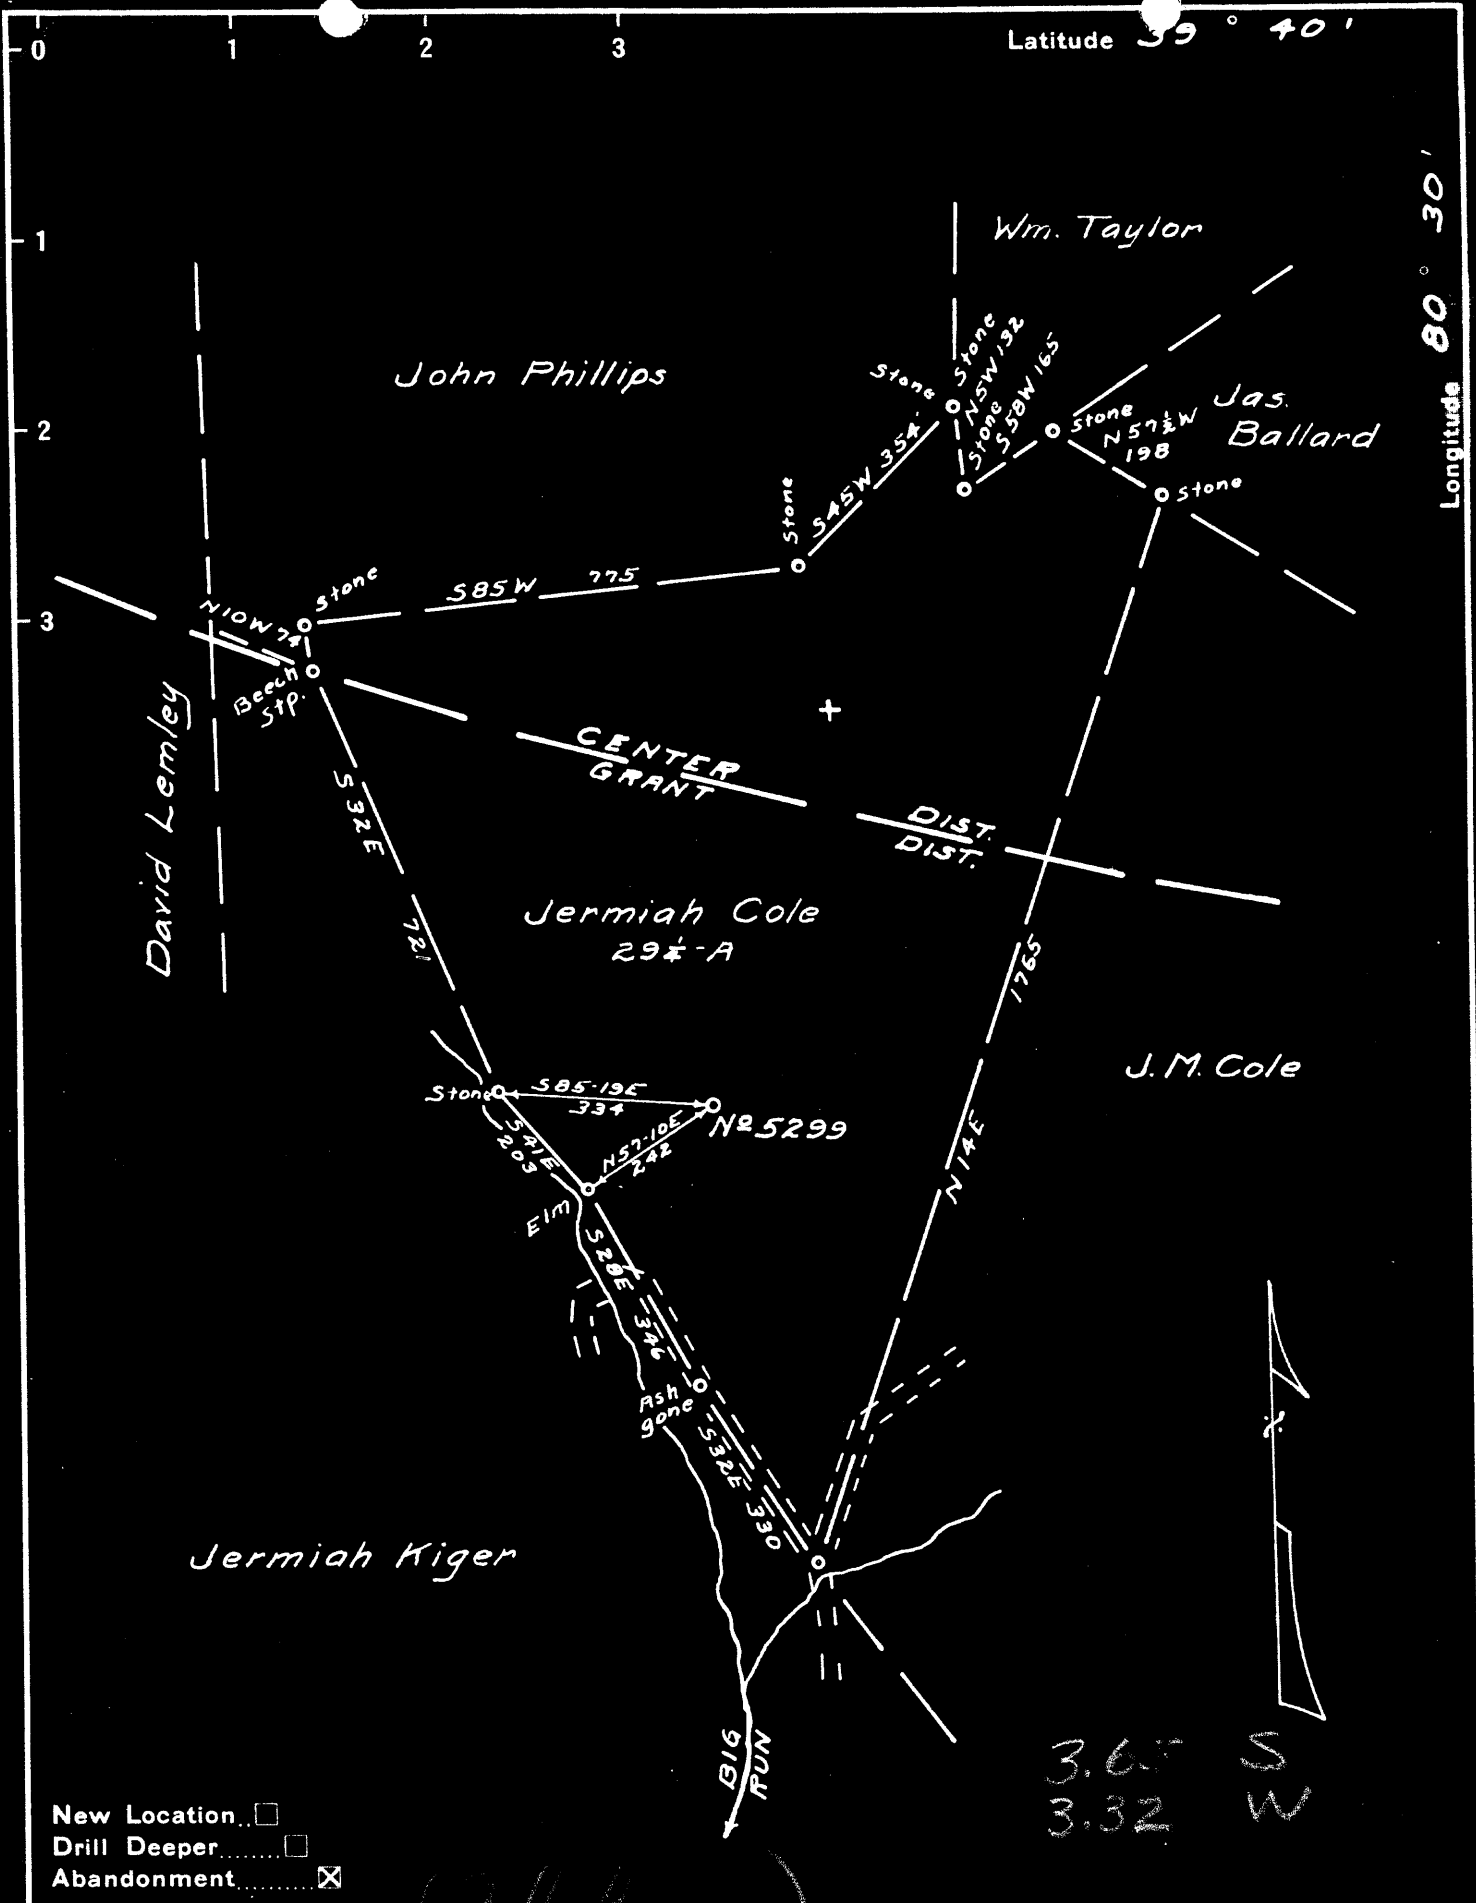 0 1 2 3
Latitude 39° 40'
Longitude 80° 30'
1
2
3
Wm. Taylor
John Phillips
Stone
Stone
N5W 132
Stone
S58W 165
Stone
N57½W
198
Jas.
Ballard
Stone
S45W 354'
Stone
S85W 775
Stone
N10W 74
Beech
Stp.
David Lemley
CENTER DIST.
GRANT DIST.
S32E 721
Jermiah Cole
29¼-A
1765
N14E
J.M. Cole
Stone
S85-19E
334
No 5299
S41E
203
N57-10E
242
Elm
S28E 346
Ash
gone
S32E 330
Jermiah Kiger
BIG
RUN
S
3.32 W
New Location..
Drill Deeper.......
Abandonment.........☒